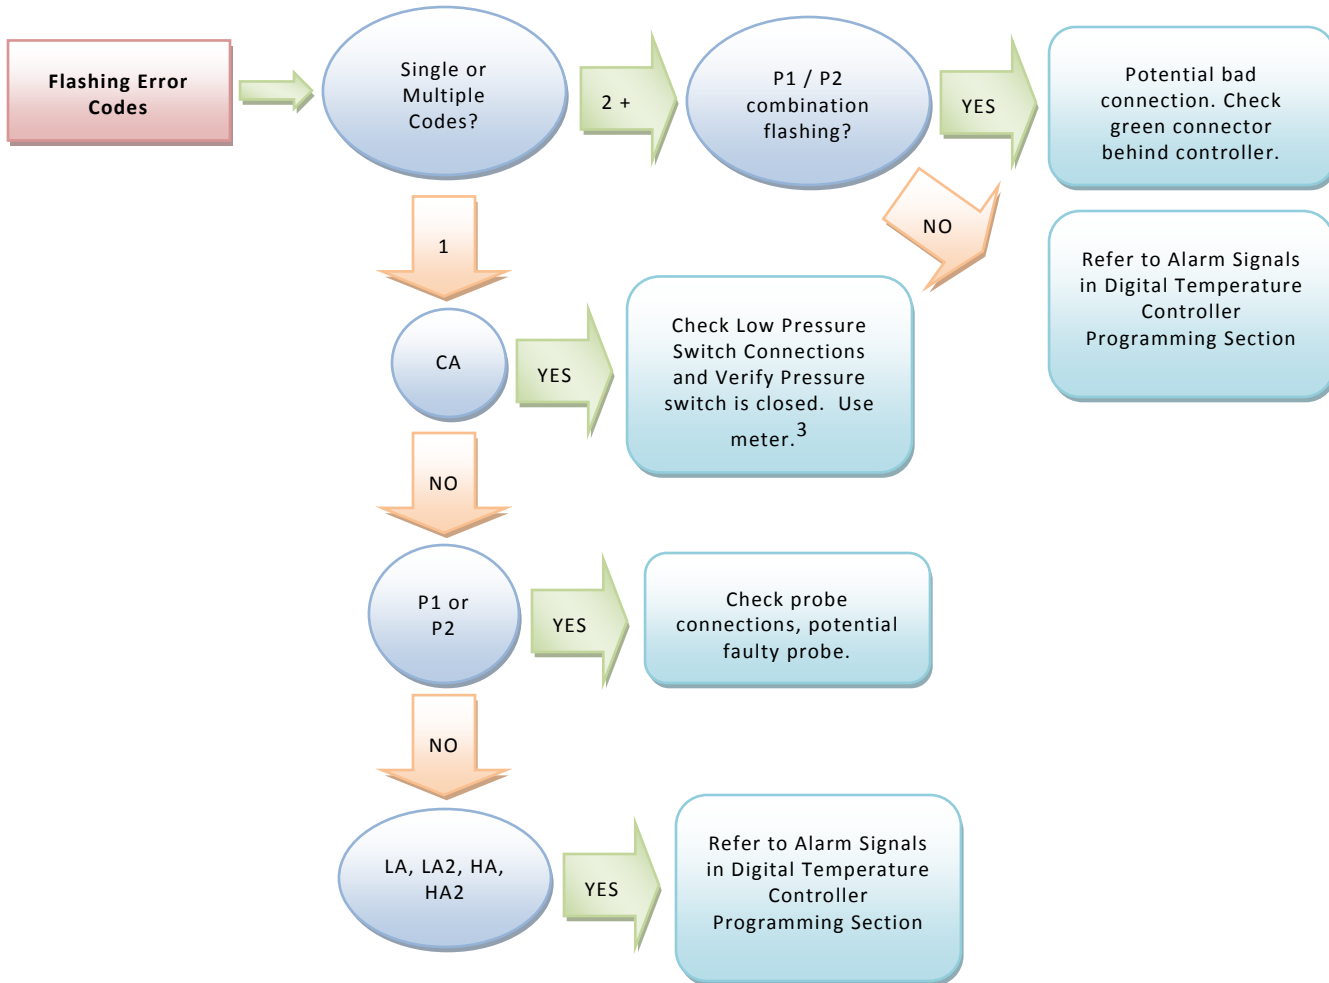 Flashing Error
Codes
Single or
Multiple
Codes?
2 +
P1 / P2
combination
flashing?
YES
Potential bad
connection. Check
green connector
behind controller.
NO
Refer to Alarm Signals
in Digital Temperature
Controller
Programming Section
1
CA
YES
Check Low Pressure
Switch Connections
and Verify Pressure
switch is closed.  Use
meter.3
NO
P1 or
P2
YES
Check probe
connections, potential
faulty probe.
NO
LA, LA2, HA,
HA2
YES
Refer to Alarm Signals
in Digital Temperature
Controller
Programming Section